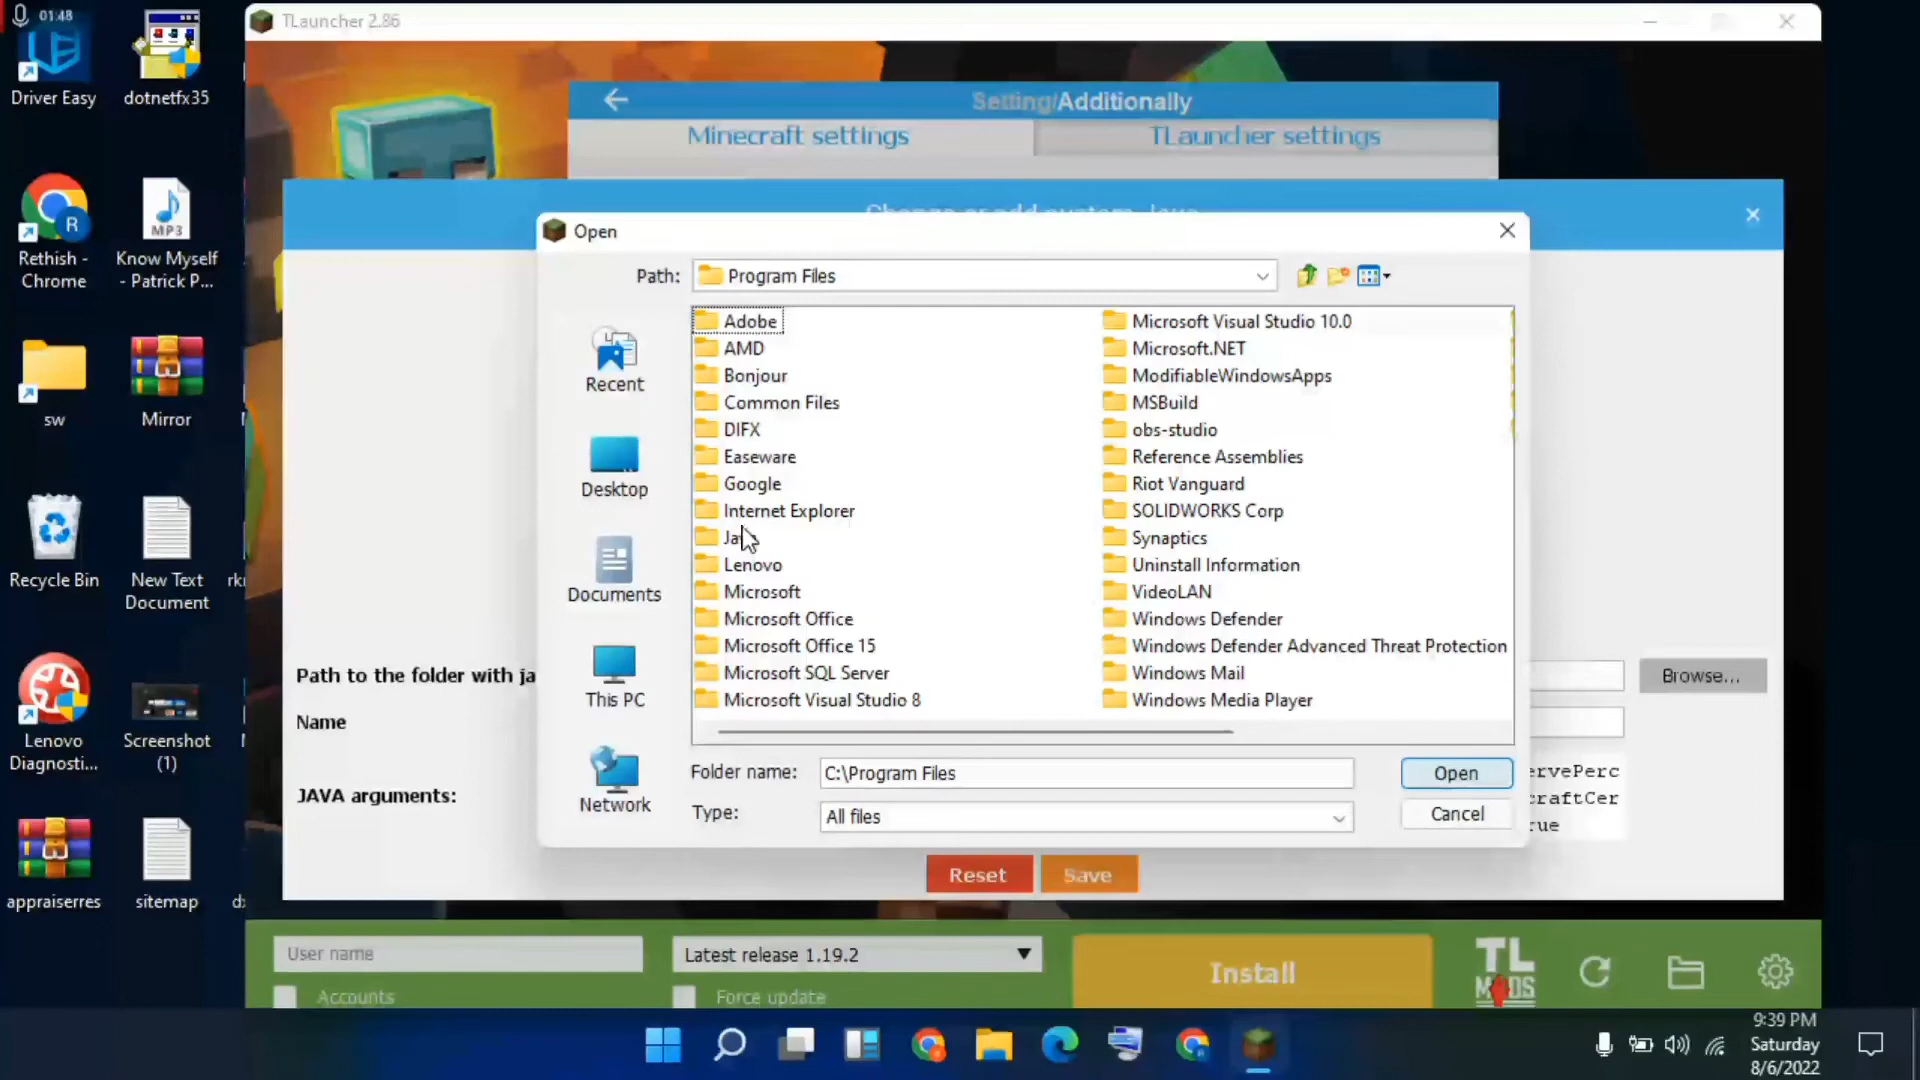 01:48
Driver Easy
dotnetfx35
Rethish -
Chrome
MP3
Know Myself
- Patrick P...
sw
Mirror
Recycle Bin
New Text
Document
Lenovo
Diagnosti...
Screenshot
(1)
appraiserres
sitemap
TLauncher 2.86
Setting/Additionally
Minecraft settings
TLauncher settings
Open
Path:
Program Files
Adobe
AMD
Bonjour
Common Files
DIFX
Easeware
Google
Internet Explorer
Lenovo
Microsoft
Microsoft Office
Microsoft Office 15
Microsoft SQL Server
Microsoft Visual Studio 8
Microsoft Visual Studio 10.0
Microsoft.NET
ModifiableWindowsApps
MSBuild
obs-studio
Reference Assemblies
Riot Vanguard
SOLIDWORKS Corp
Synaptics
Uninstall Information
VideoLAN
Windows Defender
Windows Defender Advanced Threat Protection
Windows Mail
Windows Media Player
Recent
Desktop
Documents
This PC
Network
Folder name:
C:\Program Files
Open
Type:
All files
Cancel
Path to the folder with ja
Browse...
Name
JAVA arguments:
ervePerc
craftCer
rue
Reset
Save
User name
Latest release 1.19.2
Install
TL
MODS
Accounts
Force update
9:39 PM
Saturday
8/6/2022